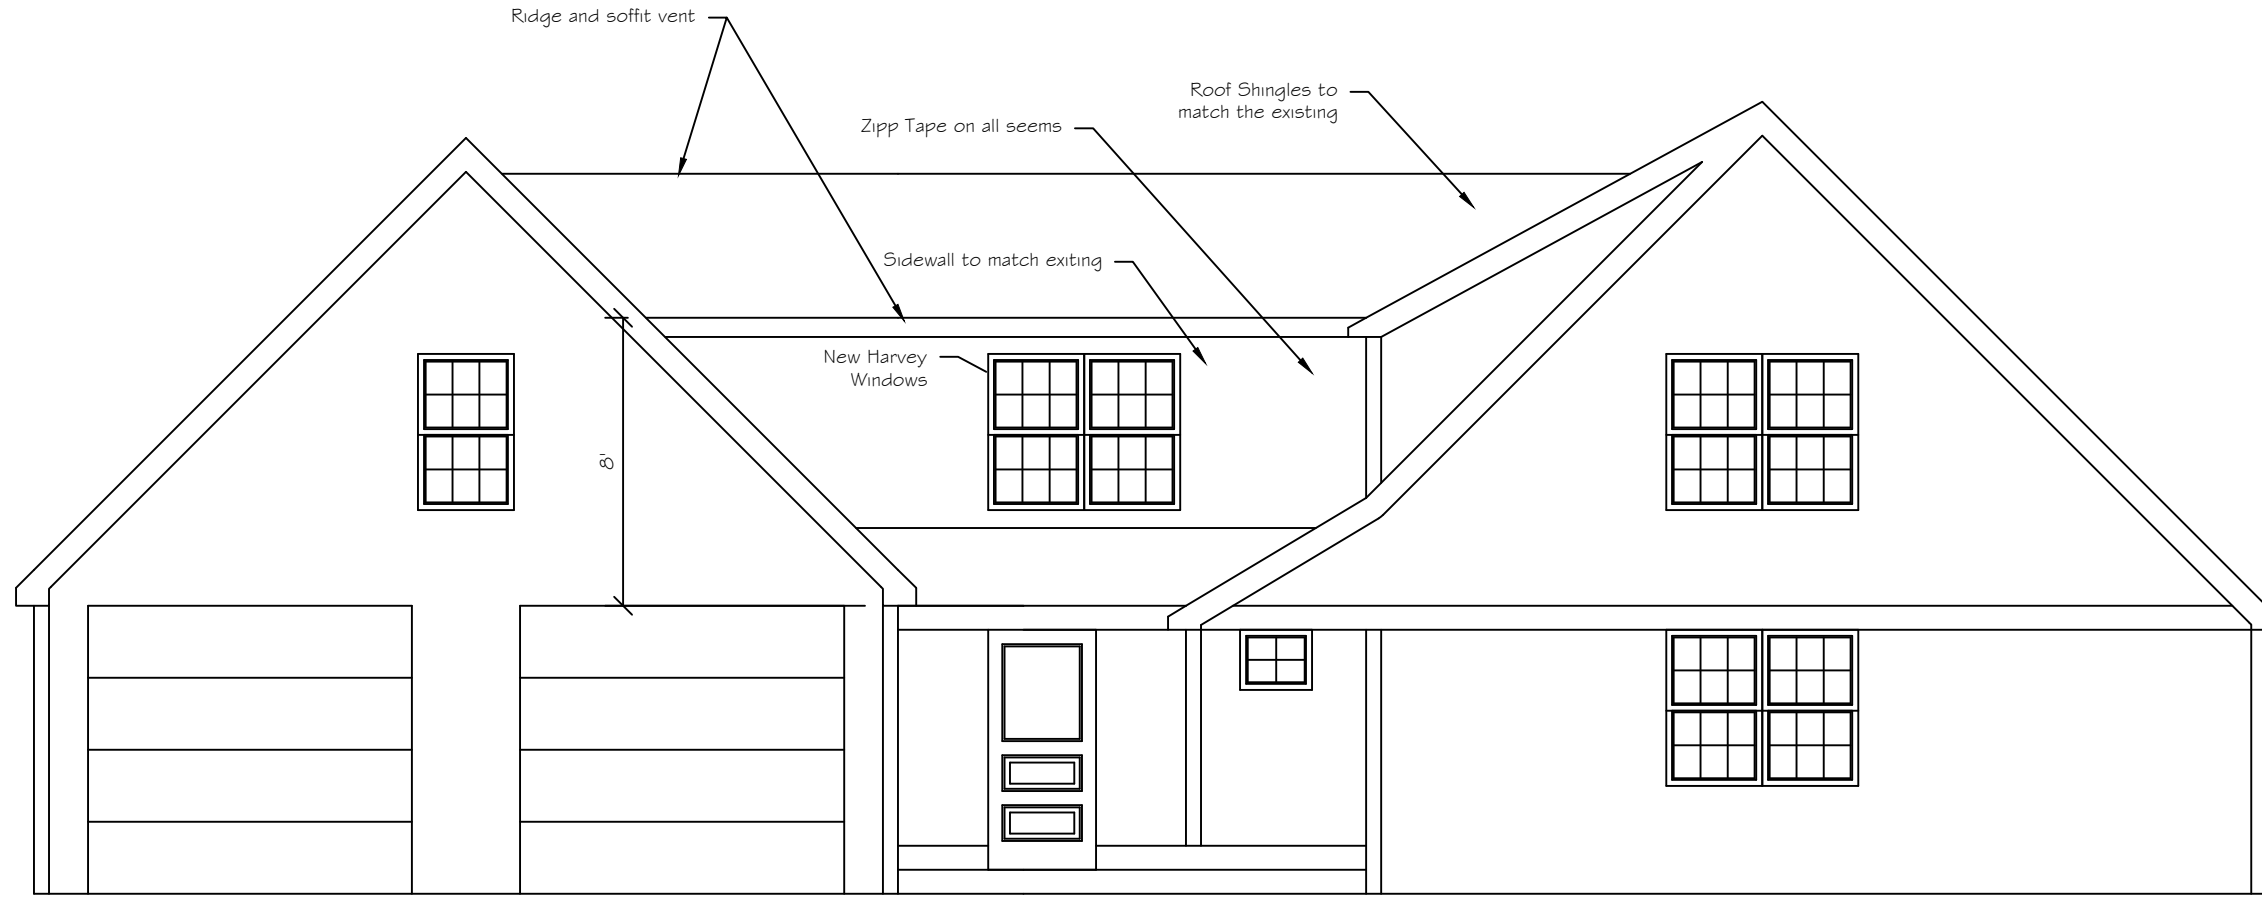 Ridge and soffit vent
Roof Shingles to
match the existing
Zipp Tape on all seems
Sidewall to match exiting
New Harvey
Windows
8'